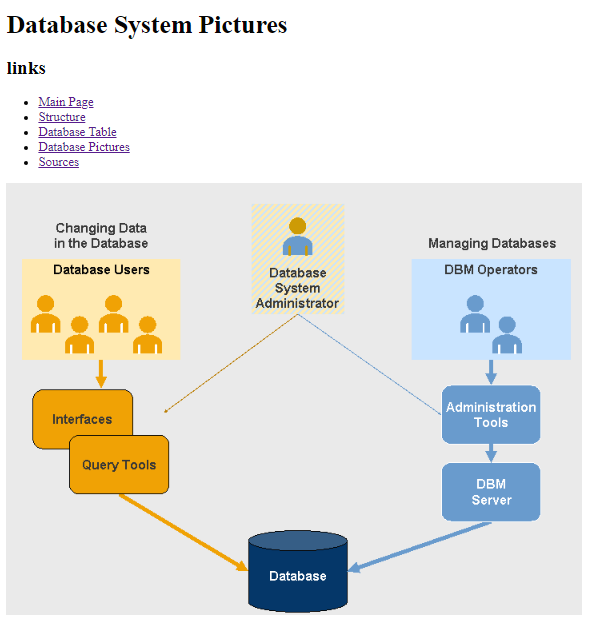 Database System Pictures
links
Main Page
Structure
Database Table
Database Pictures
Sources
Changing Data
in the Database
Database Users
Database
System
Administrator
Managing Databases
DBM Operators
Interfaces
Query Tools
Administration
Tools
DBM
Server
Database